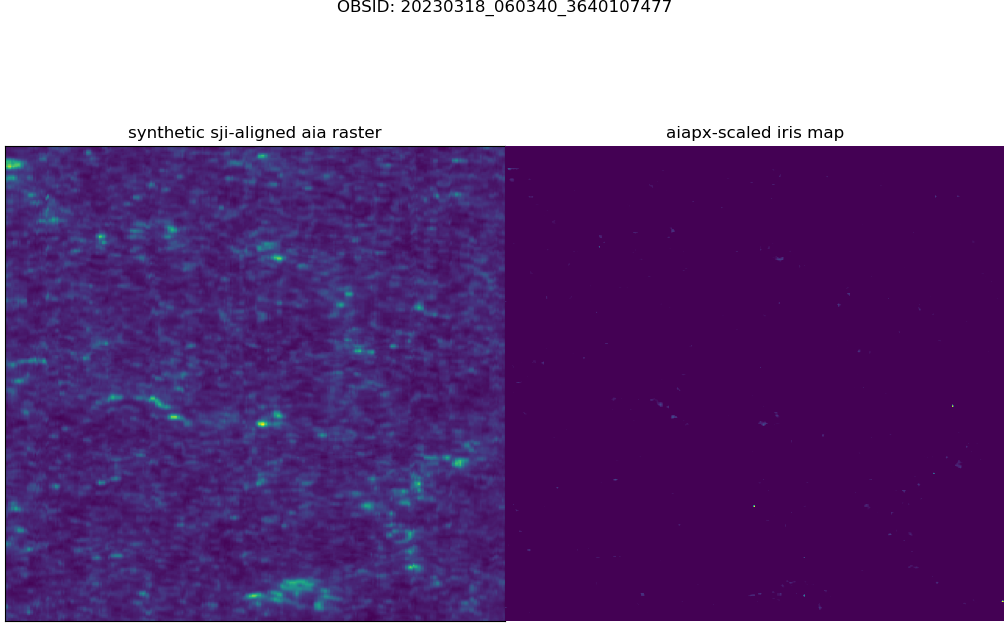 OBSID: 20230318_060340_3640107477
synthetic sji-aligned aia raster
aiapx-scaled iris map